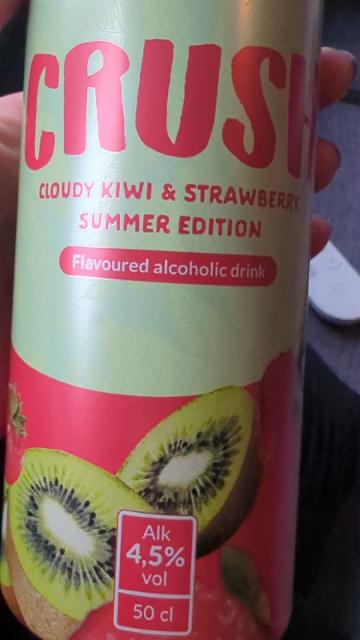 CRUSH
CLOUDY KIWI & STRAWBERRY
SUMMER EDITION
Flavoured alcoholic drink
Alk
4,5%
vol
50 cl